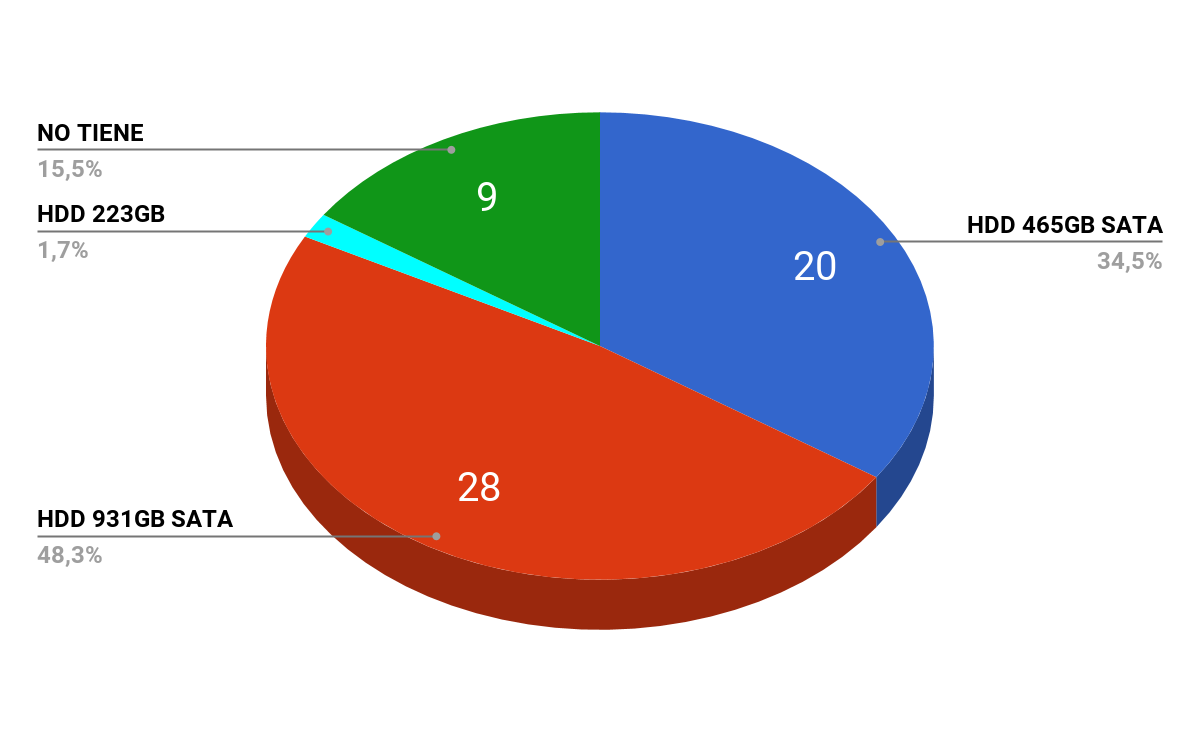 NO TIENE
15,5%
HDD 223GB
1,7%
HDD 931GB SATA
48,3%
9
20
28
HDD 465GB SATA
34,5%